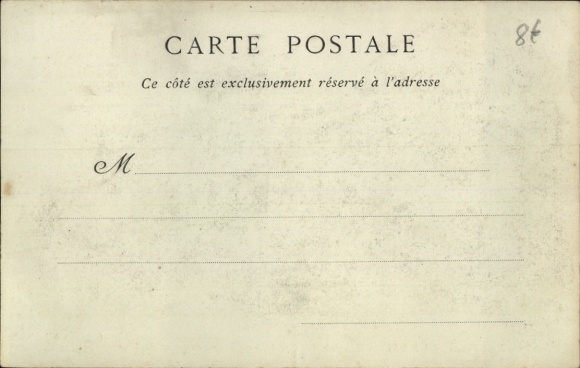 CARTE POSTALE
Ce côté est exclusivement réservé à l'adresse
M